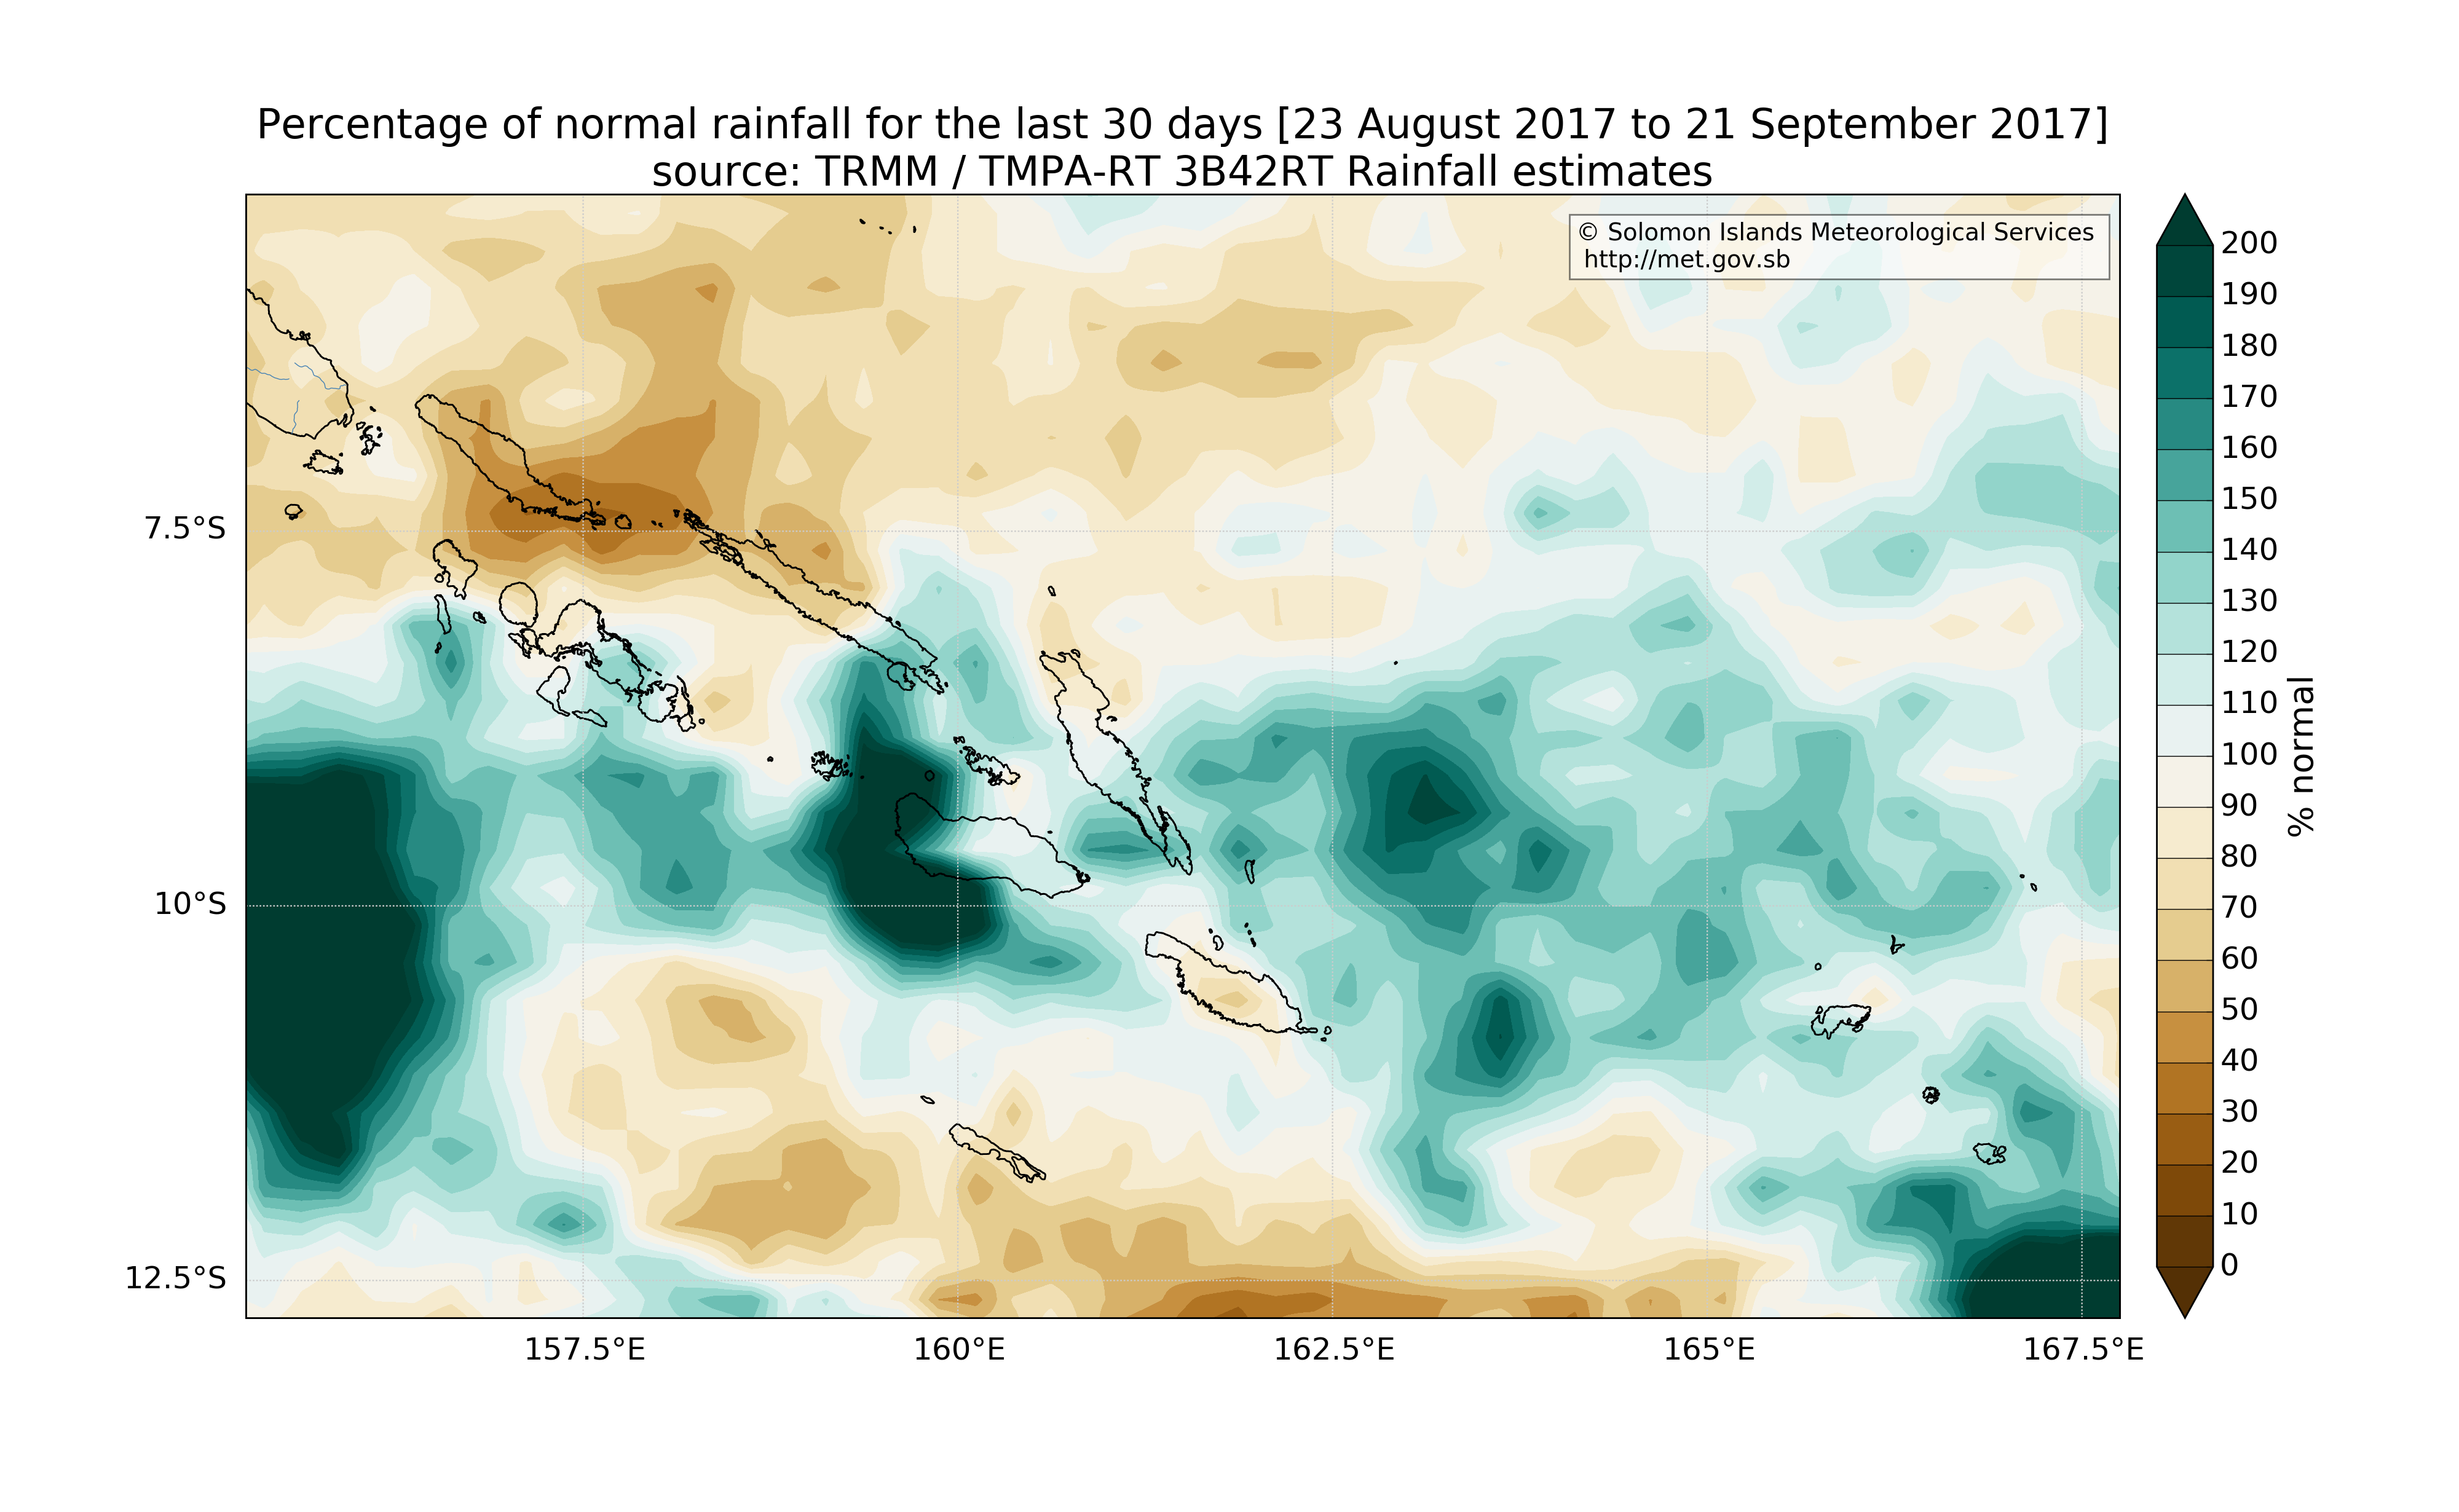 Percentage of normal rainfall for the last 30 days [23 August 2017 to 21 September 2017]
source: TRMM / TMPA-RT 3B42RT Rainfall estimates
© Solomon Islands Meteorological Services
http://met.gov.sb
7.5°S
10°S
12.5°S
157.5°E
160°E
162.5°E
165°E
167.5°E
200
190
180
170
160
150
140
130
120
110
100
90
80
70
60
50
40
30
20
10
0
% normal